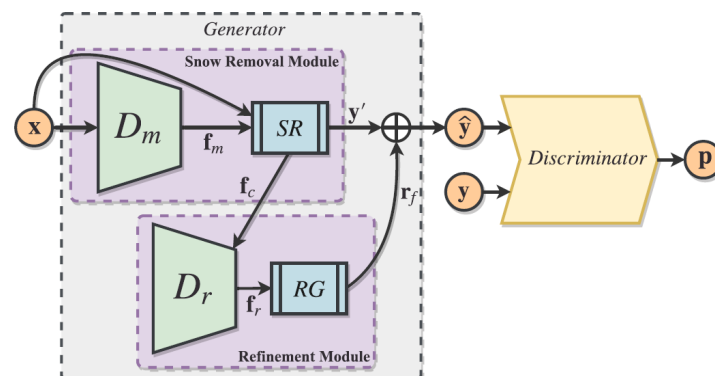 Generator
Snow Removal Module
x
D_m
f_m
SR
y'
ŷ
Discriminator
p
f_c
y
r_f
D_r
f_r
RG
Refinement Module